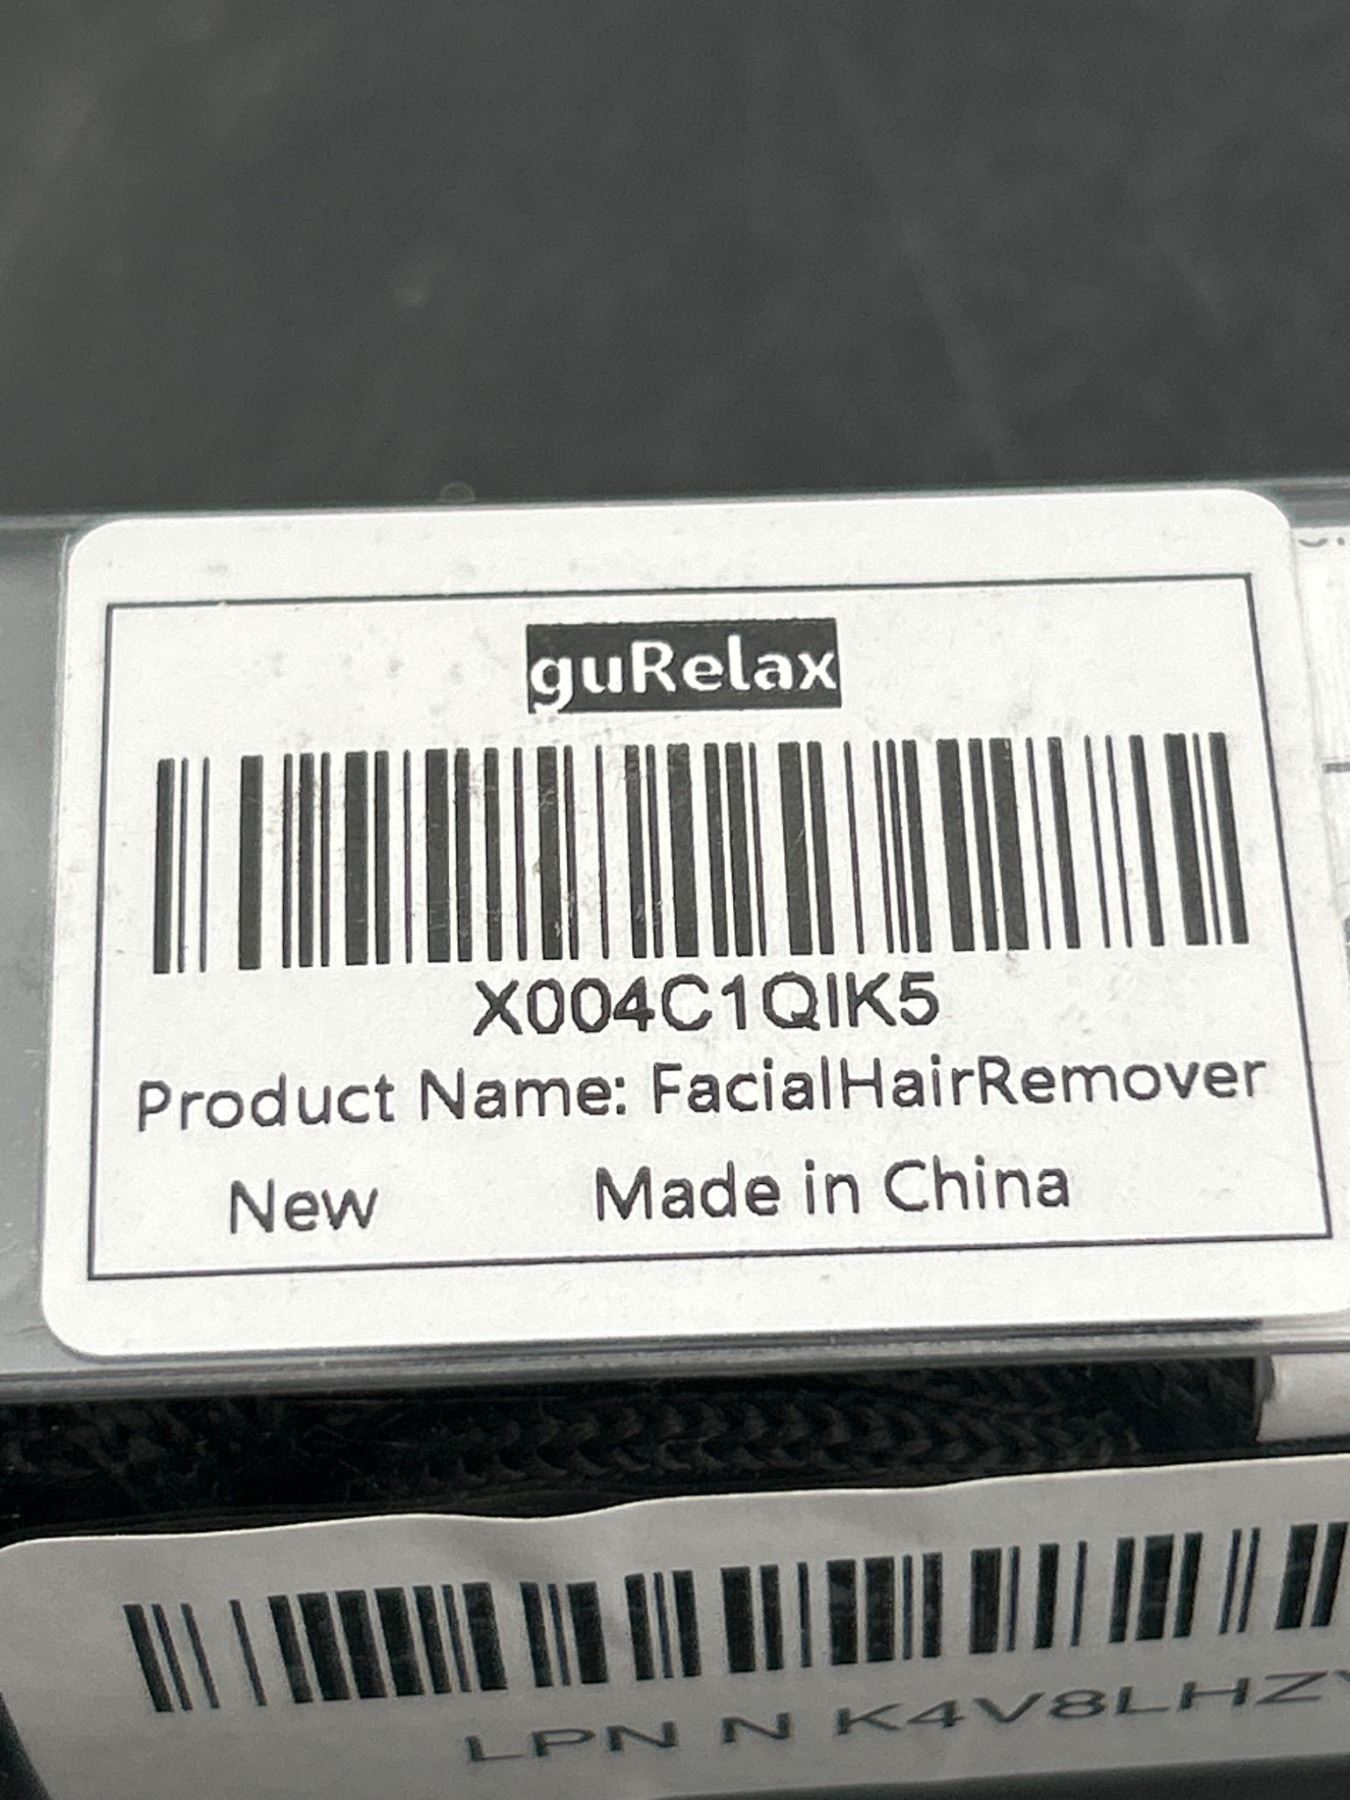 guRelax
X004C1QIK5
Product Name: FacialHairRemover
New Made in China
LPN N K4V8LHZ